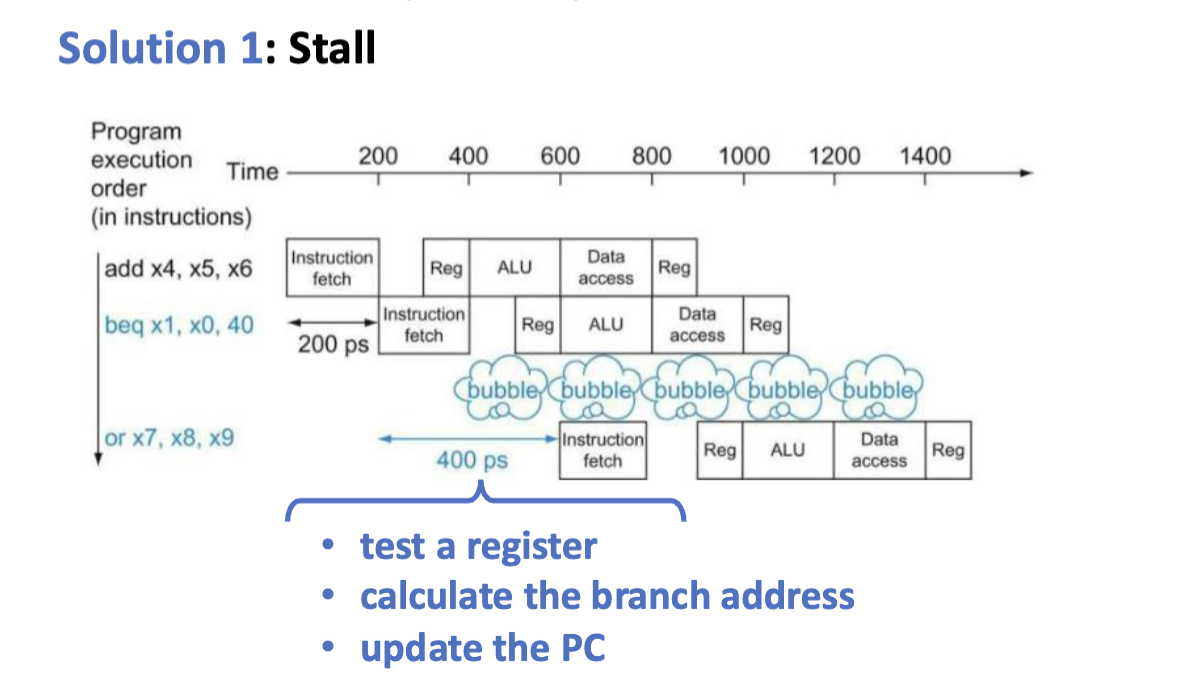 Solution 1: Stall
Program
execution
order
(in instructions)
Time
200 400 600 800 1000 1200 1400
add x4, x5, x6
Instruction
fetch
Reg
ALU
Data
access
Reg
beq x1, x0, 40
200 ps
Instruction
fetch
Reg
ALU
Data
access
Reg
bubble bubble bubble bubble bubble
or x7, x8, x9
400 ps
Instruction
fetch
Reg
ALU
Data
access
Reg
• test a register
• calculate the branch address
• update the PC